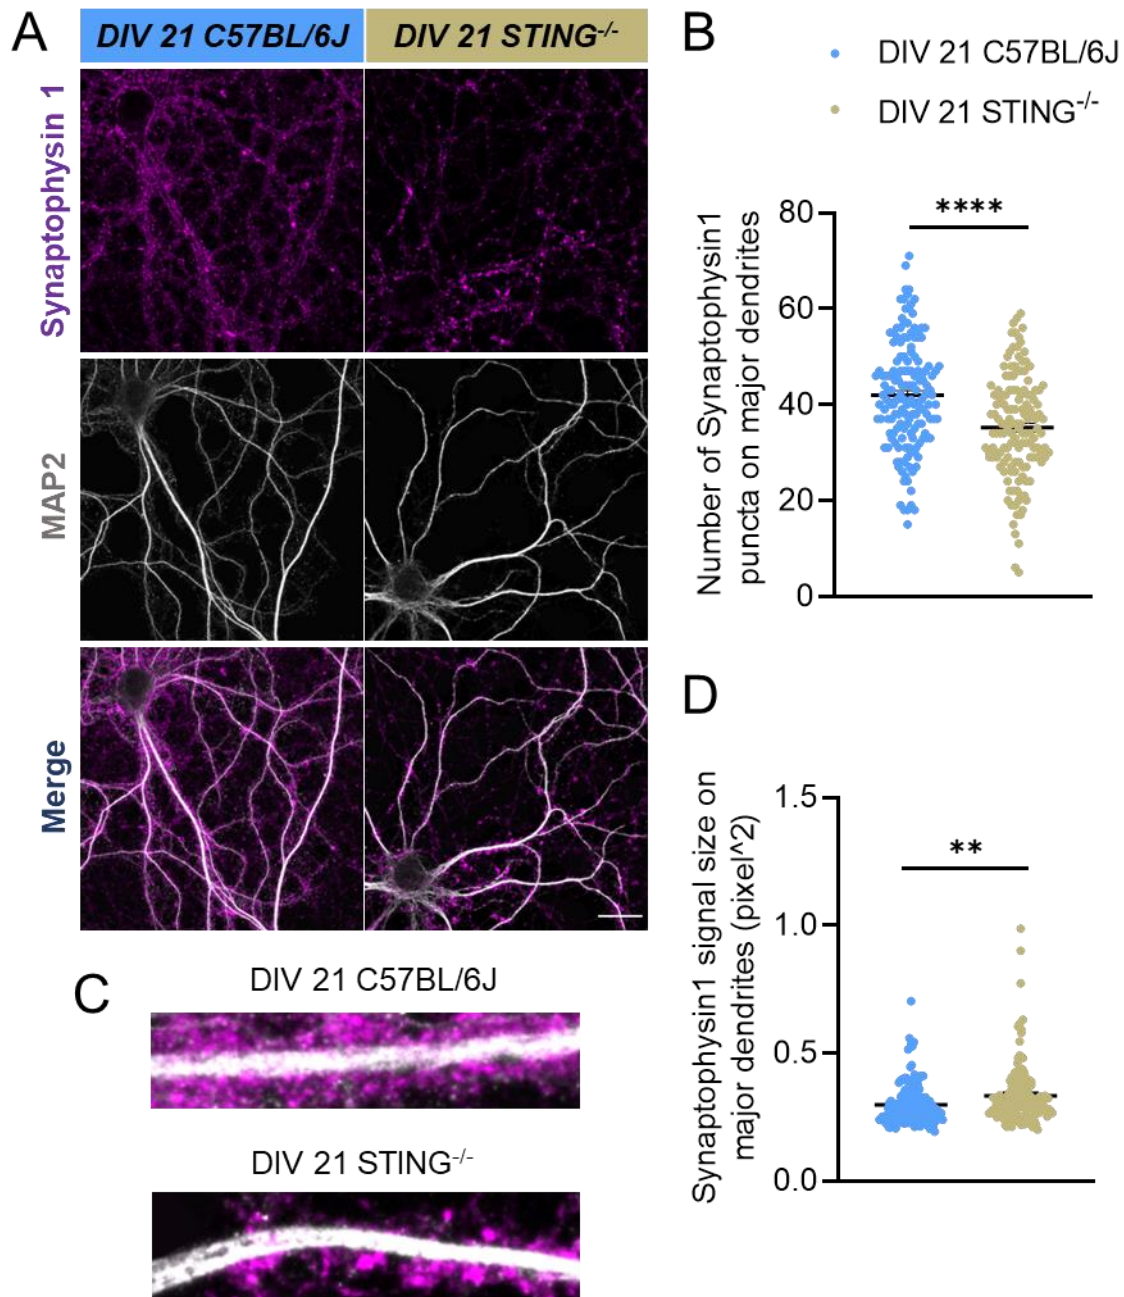 A
DIV 21 C57BL/6J
DIV 21 STING-/-
Synaptophysin 1
MAP2
Merge
B
DIV 21 C57BL/6J
DIV 21 STING-/-
Number of Synaptophysin1
puncta on major dendrites
80
60
40
20
0
****
C
DIV 21 C57BL/6J
DIV 21 STING-/-
D
Synaptophysin1 signal size on
major dendrites (pixel^2)
1.5
1.0
0.5
0.0
**